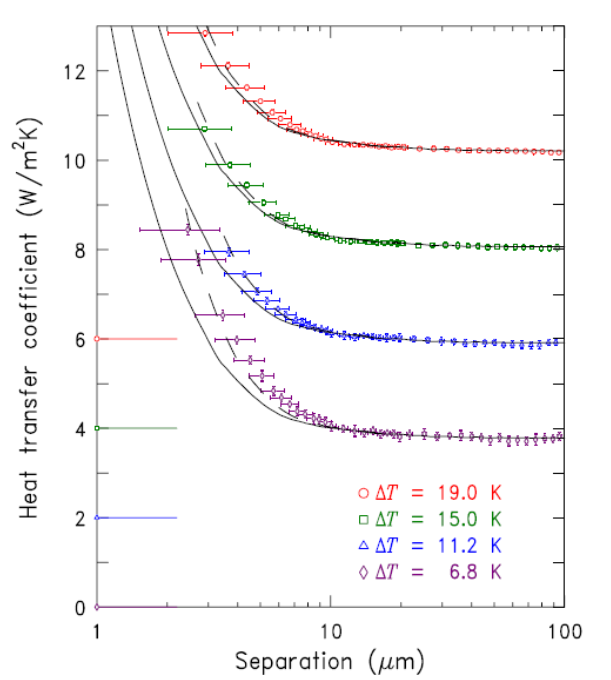 Heat transfer coefficient (W/m²K)
12
10
8
6
4
2
0
ΔT = 19.0 K
ΔT = 15.0 K
ΔT = 11.2 K
ΔT = 6.8 K
1 10 100
Separation (μm)